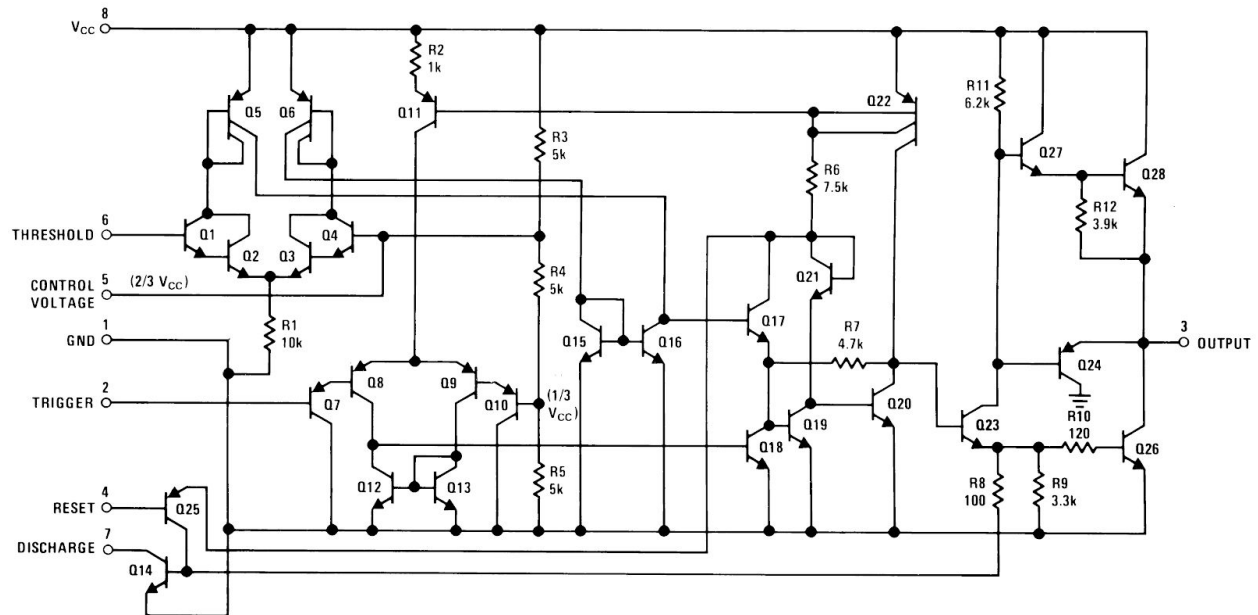 VCC 8
R2
1k
Q5
Q6
Q11
Q22
R11
6.2k
R3
5k
Q27
Q28
R6
7.5k
R12
3.9k
THRESHOLD 6
Q1
Q2
Q3
Q4
CONTROL
VOLTAGE
5
(2/3 VCC)
R4
5k
Q21
R1
10k
GND 1
Q15
Q16
Q17
R7
4.7k
3 OUTPUT
Q24
TRIGGER 2
Q7
Q8
Q9
Q10
(1/3
VCC)
Q18
Q19
Q20
Q23
R10
120
Q26
Q12
Q13
R5
5k
R8
100
R9
3.3k
RESET 4
Q25
DISCHARGE 7
Q14